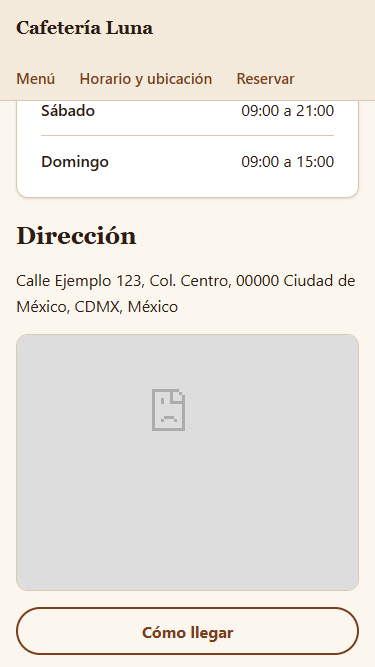 Cafetería Luna
Menú Horario y ubicación Reservar
Sábado 09:00 a 21:00
Domingo 09:00 a 15:00
Dirección
Calle Ejemplo 123, Col. Centro, 00000 Ciudad de
México, CDMX, México
Cómo llegar